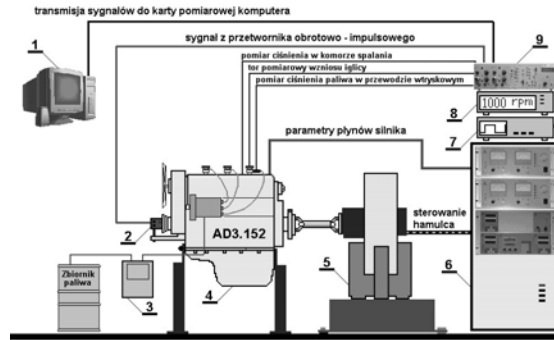 transmisja sygnałów do karty pomiarowej komputera
1
sygnał z przetwornika obrotowo - impulsowego
9
pomiar ciśnienia w komorze spalania
tor pomiarowy wzniosu iglicy
pomiar ciśnienia paliwa w przewodzie wtryskowym
8
1000 rpm
7
parametry płynów silnika
2
AD3.152
sterowanie
hamulca
Zbiornik
paliwa
3
4
5
6